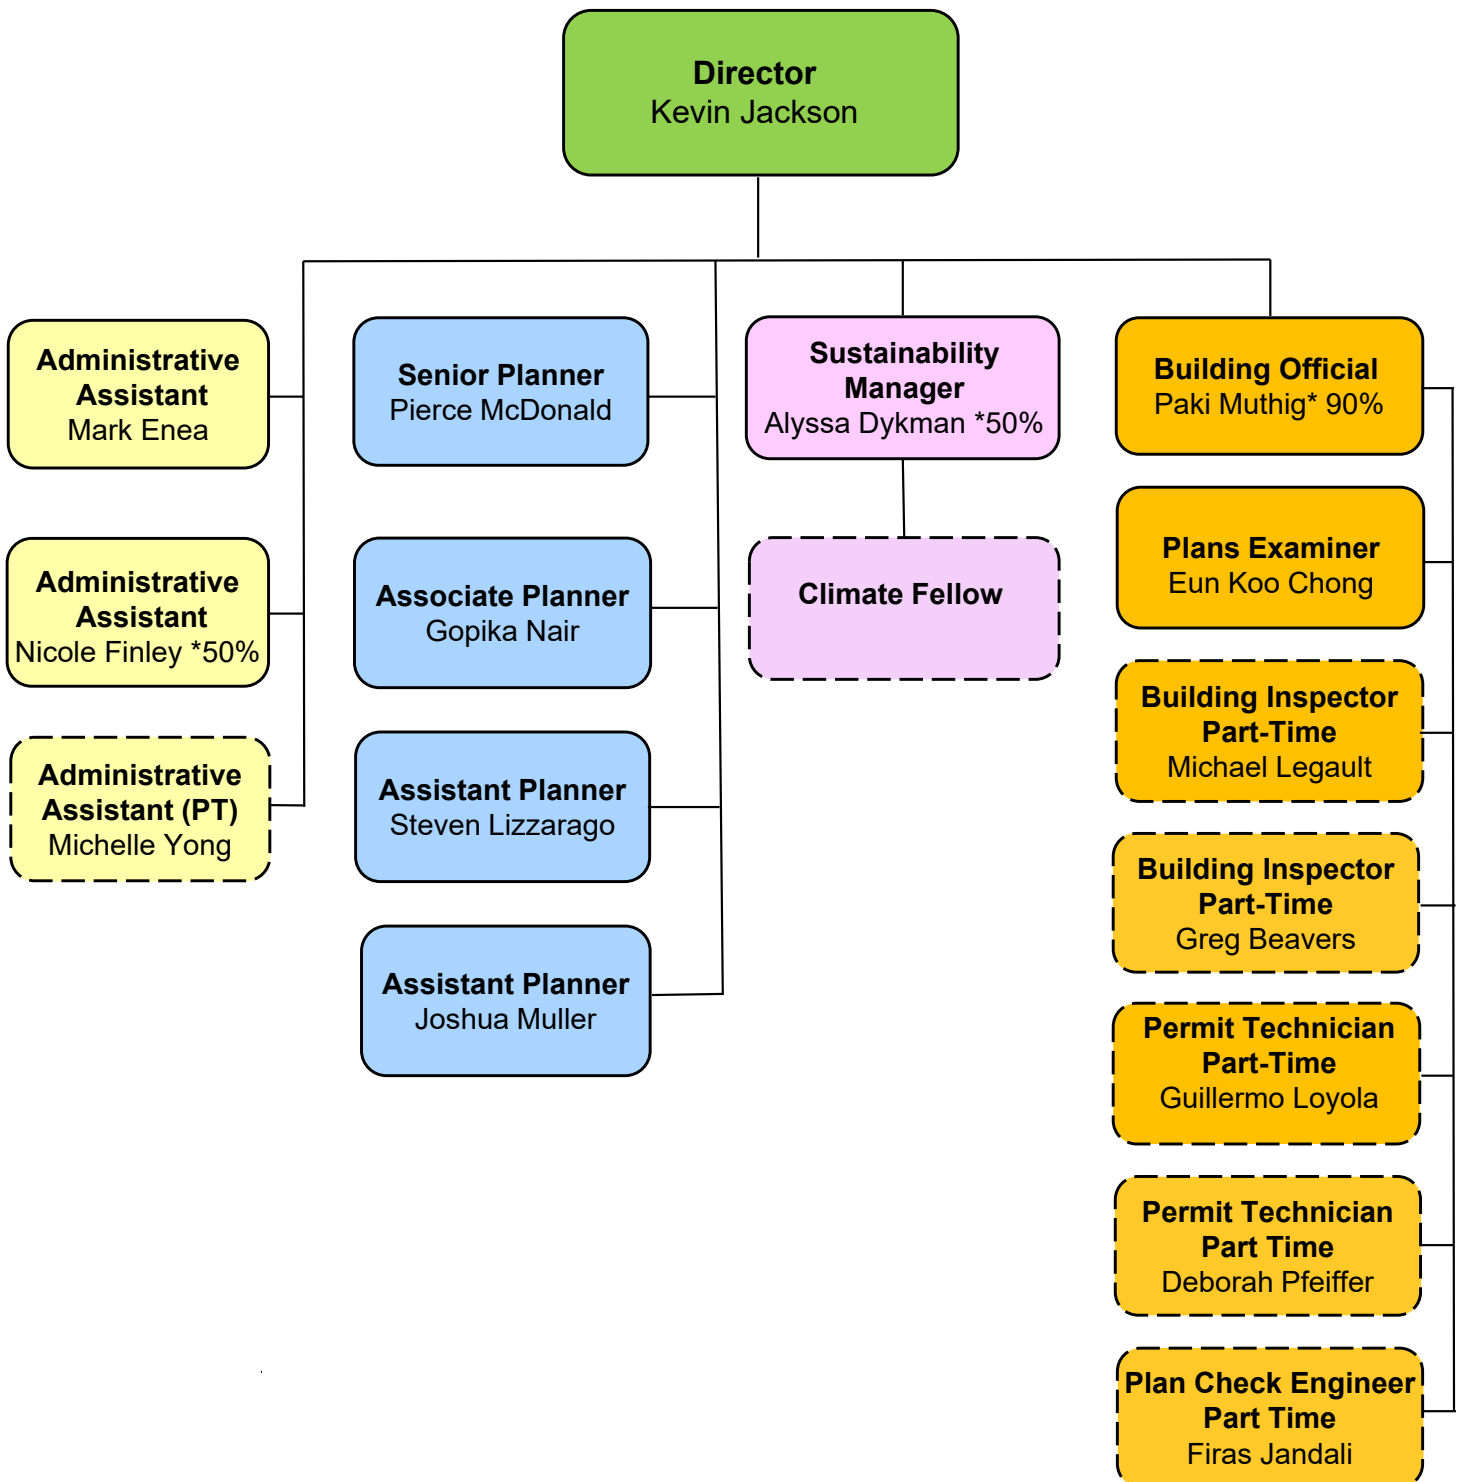 Director
Kevin Jackson
Administrative
Assistant
Mark Enea
Administrative
Assistant
Nicole Finley *50%
Administrative
Assistant (PT)
Michelle Yong
Senior Planner
Pierce McDonald
Associate Planner
Gopika Nair
Assistant Planner
Steven Lizzarago
Assistant Planner
Joshua Muller
Sustainability
Manager
Alyssa Dykman *50%
Climate Fellow
Building Official
Paki Muthig* 90%
Plans Examiner
Eun Koo Chong
Building Inspector
Part-Time
Michael Legault
Building Inspector
Part-Time
Greg Beavers
Permit Technician
Part-Time
Guillermo Loyola
Permit Technician
Part Time
Deborah Pfeiffer
Plan Check Engineer
Part Time
Firas Jandali